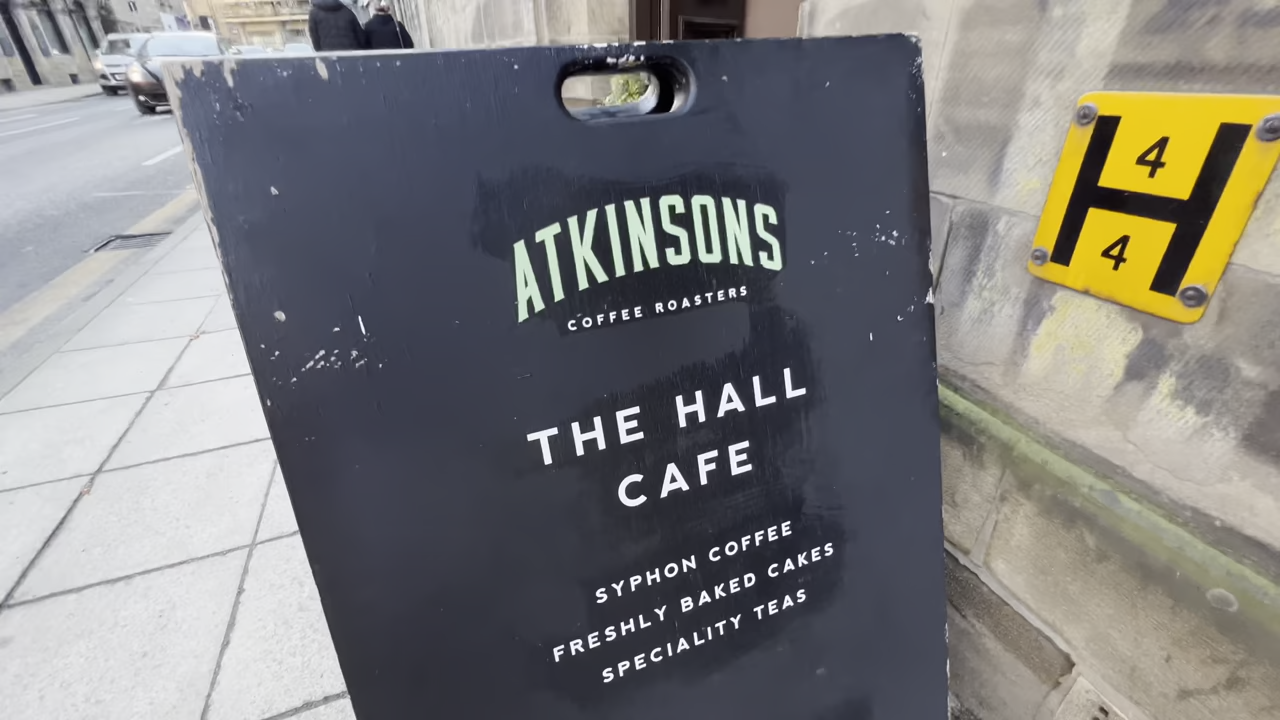 ATKINSONS
COFFEE ROASTERS
THE HALL
CAFE
SYPHON COFFEE
FRESHLY BAKED CAKES
SPECIALITY TEAS
H
4
4